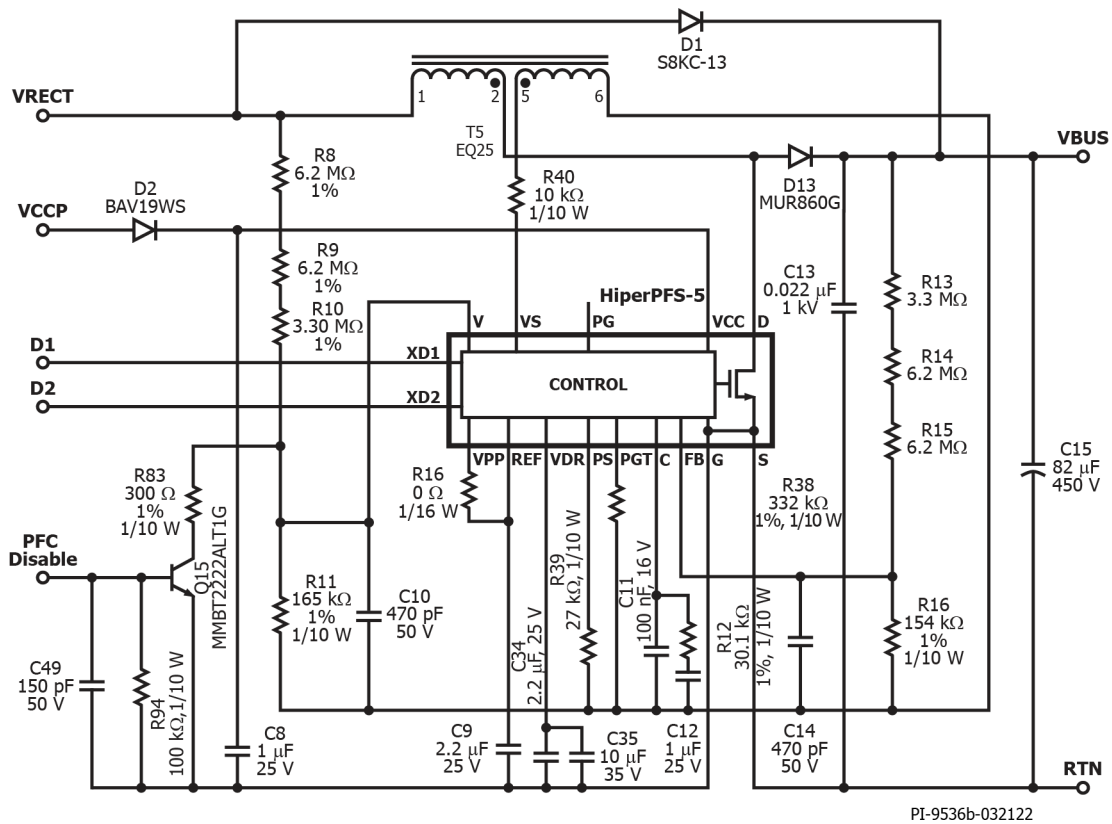 D1
S8KC-13
1
2
5
6
VRECT
T5
EQ25
VBUS
R8
6.2 MΩ
1%
D2
BAV19WS
R40
10 kΩ
1/10 W
D13
MUR860G
VCCP
R9
6.2 MΩ
1%
C13
0.022 μF
1 kV
R13
3.3 MΩ
R10
3.30 MΩ
1%
HiperPFS-5
V
VS
PG
VCC
D
D1
XD1
CONTROL
R14
6.2 MΩ
D2
XD2
R15
6.2 MΩ
VPP
REF
VDR
PS
PGT
C
FB
G
S
C15
82 μF
450 V
R83
300 Ω
1%
1/10 W
R16
0 Ω
1/16 W
R38
332 kΩ
1%, 1/10 W
PFC
Disable
Q15
MMBT2222ALT1G
R11
165 kΩ
1%
1/10 W
C10
470 pF
50 V
C34
2.2 μF, 25 V
R39
27 kΩ, 1/10 W
C11
100 nF, 16 V
R12
30.1 kΩ
1%, 1/10 W
R16
154 kΩ
1%
1/10 W
C49
150 pF
50 V
R94
100 kΩ,1/10 W
C8
1 μF
25 V
C9
2.2 μF
25 V
C35
10 μF
35 V
C12
1 μF
25 V
C14
470 pF
50 V
RTN
PI-9536b-032122